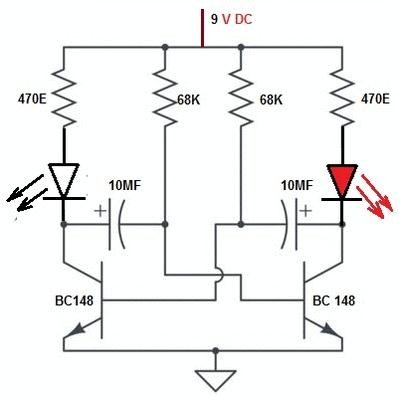 9 V DC
470E
68K
68K
470E
10MF
10MF
+
+
BC148
BC 148